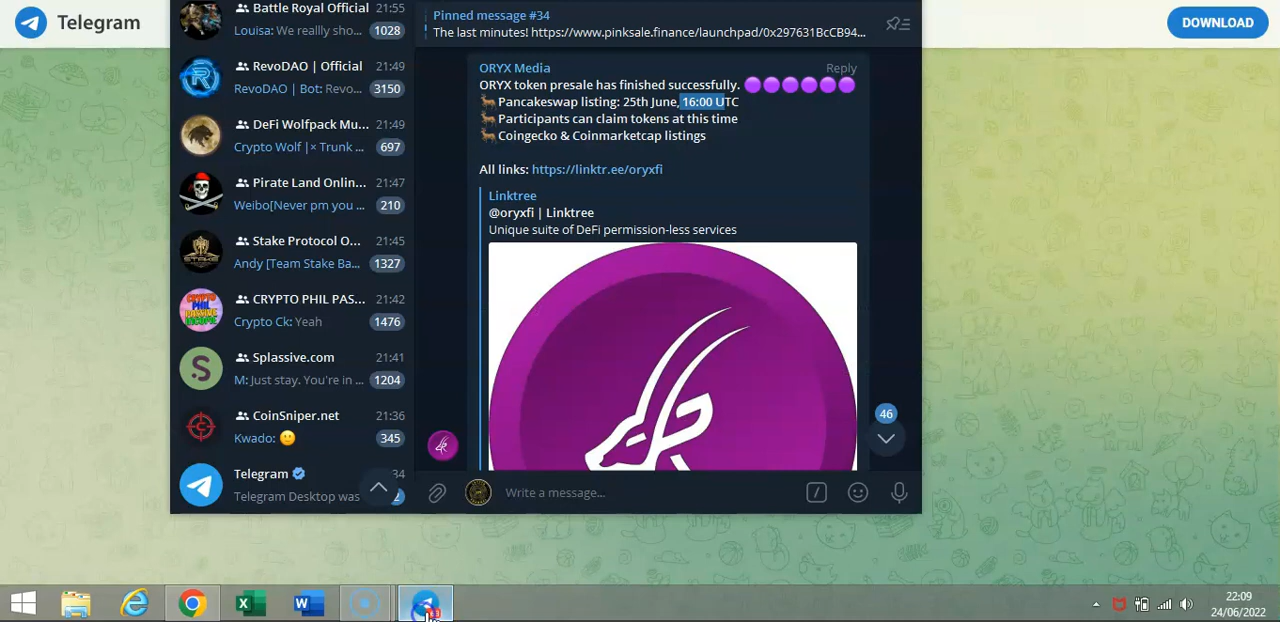 Telegram
DOWNLOAD
Battle Royal Official 21:55
Louisa: We reallly sho... 1028
RevoDAO | Official 21:49
RevoDAO | Bot: Revo... 3150
DeFi Wolfpack Mu... 21:49
Crypto Wolf |× Trunk ... 697
Pirate Land Onlin... 21:47
Weibo[Never pm you ... 210
Stake Protocol O... 21:45
Andy [Team Stake Ba... 1327
CRYPTO PHIL PAS... 21:42
Crypto Ck: Yeah 1476
Splassive.com 21:41
M: Just stay. You're in ... 1204
CoinSniper.net 21:36
Kwado: 🙂 345
Telegram 34
Telegram Desktop was
Pinned message #34
The last minutes! https://www.pinksale.finance/launchpad/0x297631BcCB94...
ORYX Media Reply
ORYX token presale has finished successfully. 🟣🟣🟣🟣🟣🟣
Pancakeswap listing: 25th June, 16:00 UTC
Participants can claim tokens at this time
Coingecko & Coinmarketcap listings
All links: https://linktr.ee/oryxfi
Linktree
@oryxfi | Linktree
Unique suite of DeFi permission-less services
46
Write a message...
22:09
24/06/2022